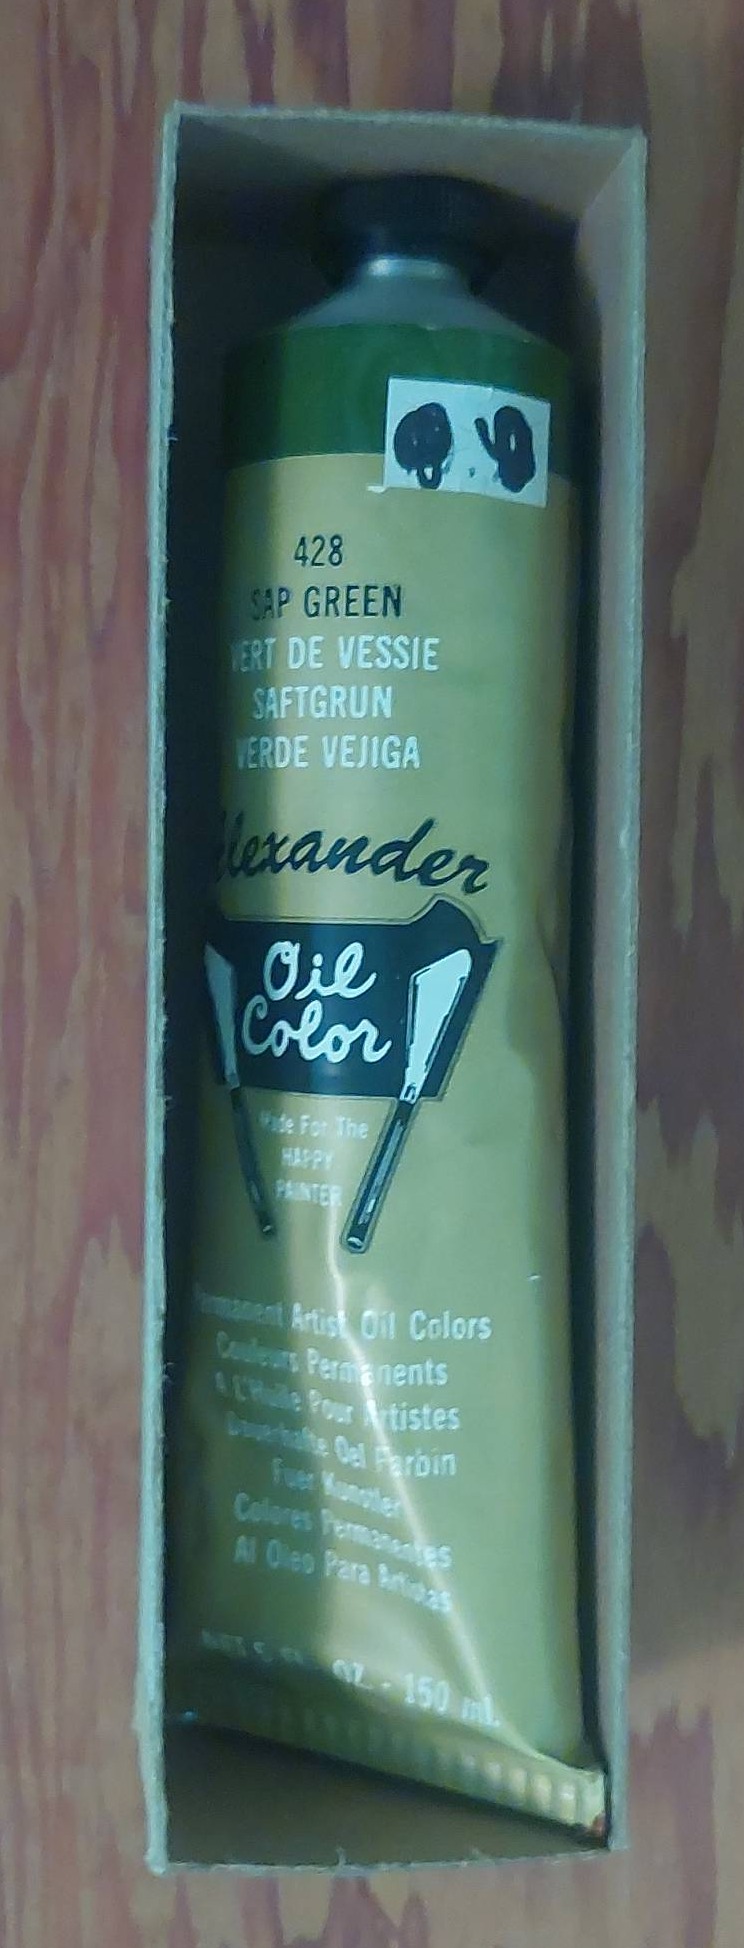 428
SAP GREEN
VERT DE VESSIE
SAFTGRUN
VERDE VEJIGA
Alexander
Oil
Color
Made For The
HAPPY
PAINTER
Permanent Artist Oil Colors
Couleurs Permanents
A L'Huile Pour Artistes
Oel Farbin
Fuer
Colores Permanentes
Al Oleo Para Artistas
OZ. - 150 ml.